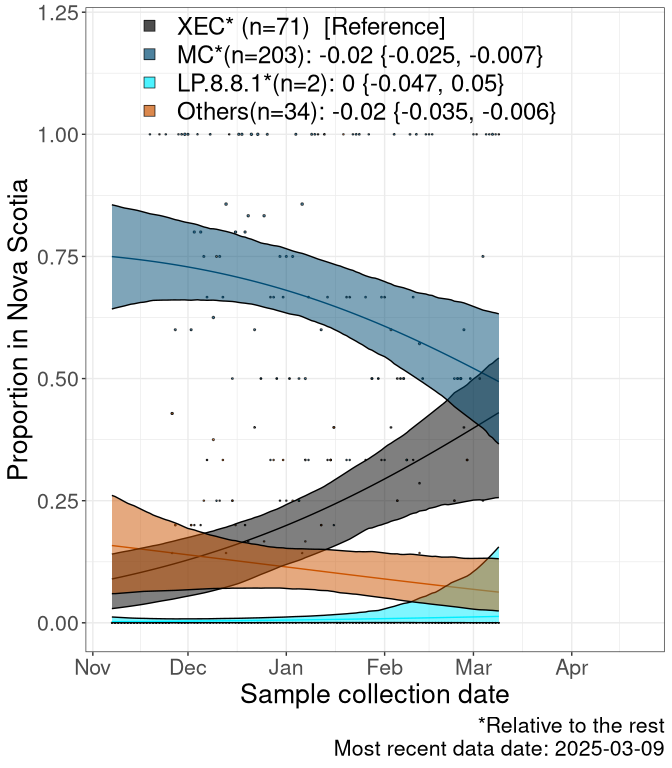 1.25
XEC* (n=71)  [Reference]
MC*(n=203): -0.02 {-0.025, -0.007}
LP.8.8.1*(n=2): 0 {-0.047, 0.05}
Others(n=34): -0.02 {-0.035, -0.006}
1.00
0.75
0.50
0.25
0.00
Proportion in Nova Scotia
Nov Dec Jan Feb Mar Apr
Sample collection date
*Relative to the rest
Most recent data date: 2025-03-09